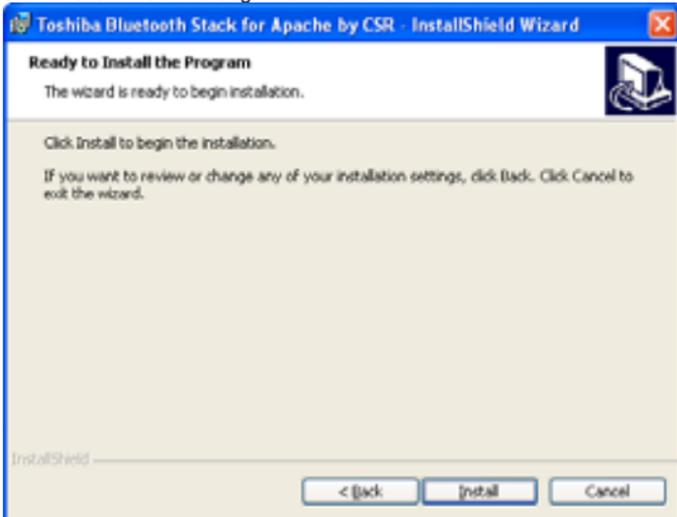 Toshiba Bluetooth Stack for Apache by CSR - InstallShield Wizard
Ready to Install the Program
The wizard is ready to begin installation.
Click Install to begin the installation.
If you want to review or change any of your installation settings, click Back. Click Cancel to
exit the wizard.
InstallShield
< Back
Install
Cancel